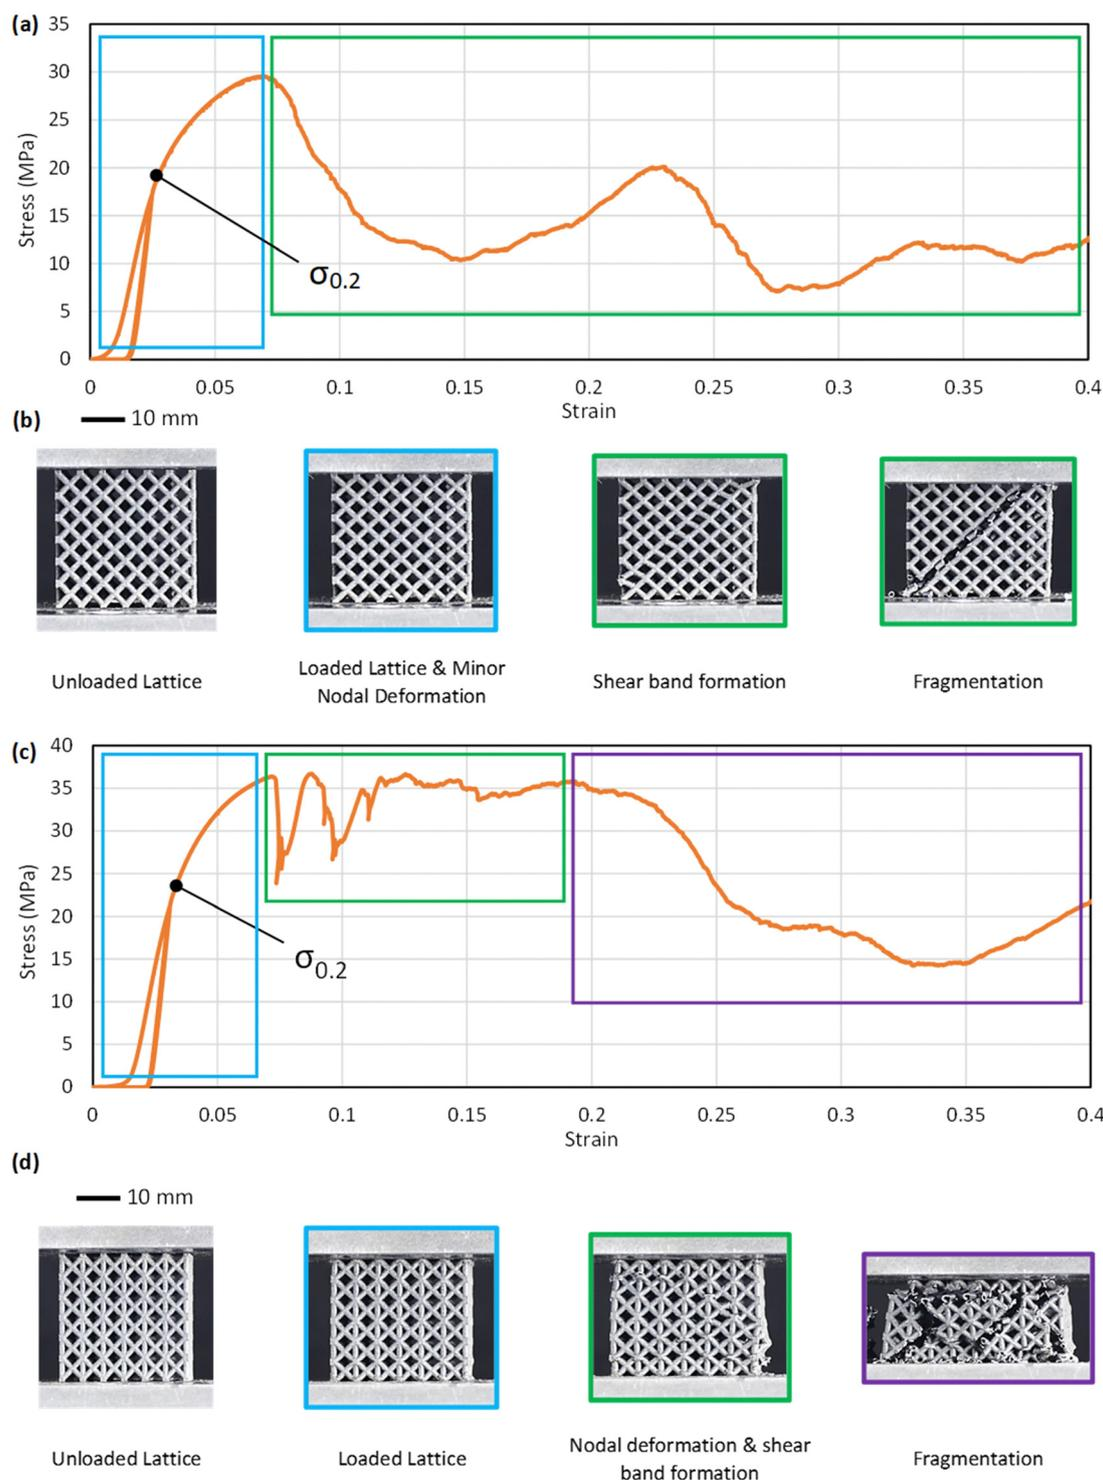 (a)
35
30
25
20
15
10
5
0
Stress (MPa)
σ0.2
0 0.05 0.1 0.15 0.2 0.25 0.3 0.35 0.4
Strain
(b)
10 mm
Unloaded Lattice
Loaded Lattice & Minor
Nodal Deformation
Shear band formation
Fragmentation
(c)
40
35
30
25
20
15
10
5
0
Stress (MPa)
σ0.2
0 0.05 0.1 0.15 0.2 0.25 0.3 0.35 0.4
Strain
(d)
10 mm
Unloaded Lattice
Loaded Lattice
Nodal deformation & shear
band formation
Fragmentation